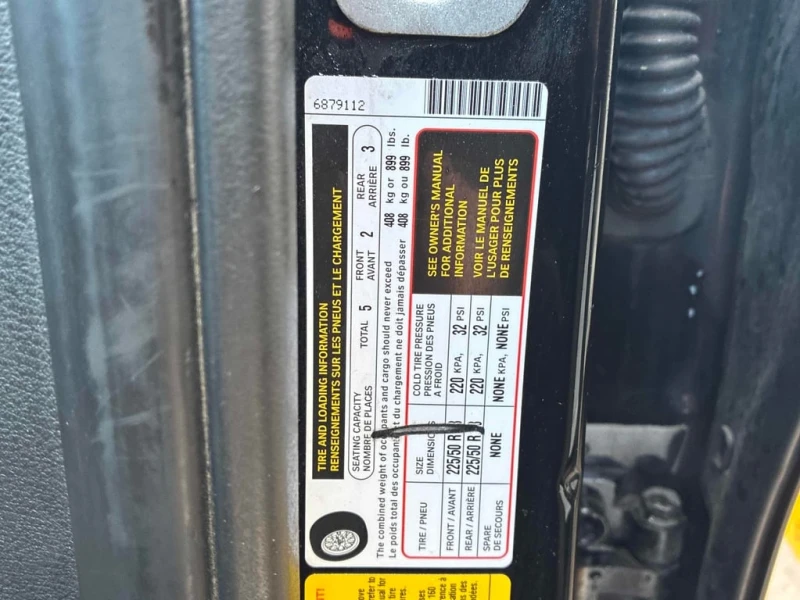 6879112
TIRE AND LOADING INFORMATION
RENSEIGNEMENTS SUR LES PNEUS ET LE CHARGEMENT
SEATING CAPACITY
NOMBRE DE PLACES
TOTAL 5
FRONT
AVANT
2
REAR
ARRIÈRE
3
The combined weight of occupants and cargo should never exceed 408 kg or 899 lbs.
Le poids total des occupants et du chargement ne doit jamais dépasser 408 kg ou 899 lb.
TIRE / PNEU
SIZE
DIMENSIONS
COLD TIRE PRESSURE
PRESSION DES PNEUS
A FROID
FRONT / AVANT 225/50 R 220 KPA, 32 PSI
REAR / ARRIÈRE 225/50 R 220 KPA, 32 PSI
SPARE
DE SECOURS
NONE NONE KPA, NONE PSI
SEE OWNER'S MANUAL
FOR ADDITIONAL
INFORMATION
VOIR LE MANUEL DE
L'USAGER POUR PLUS
DE RENSEIGNEMENTS